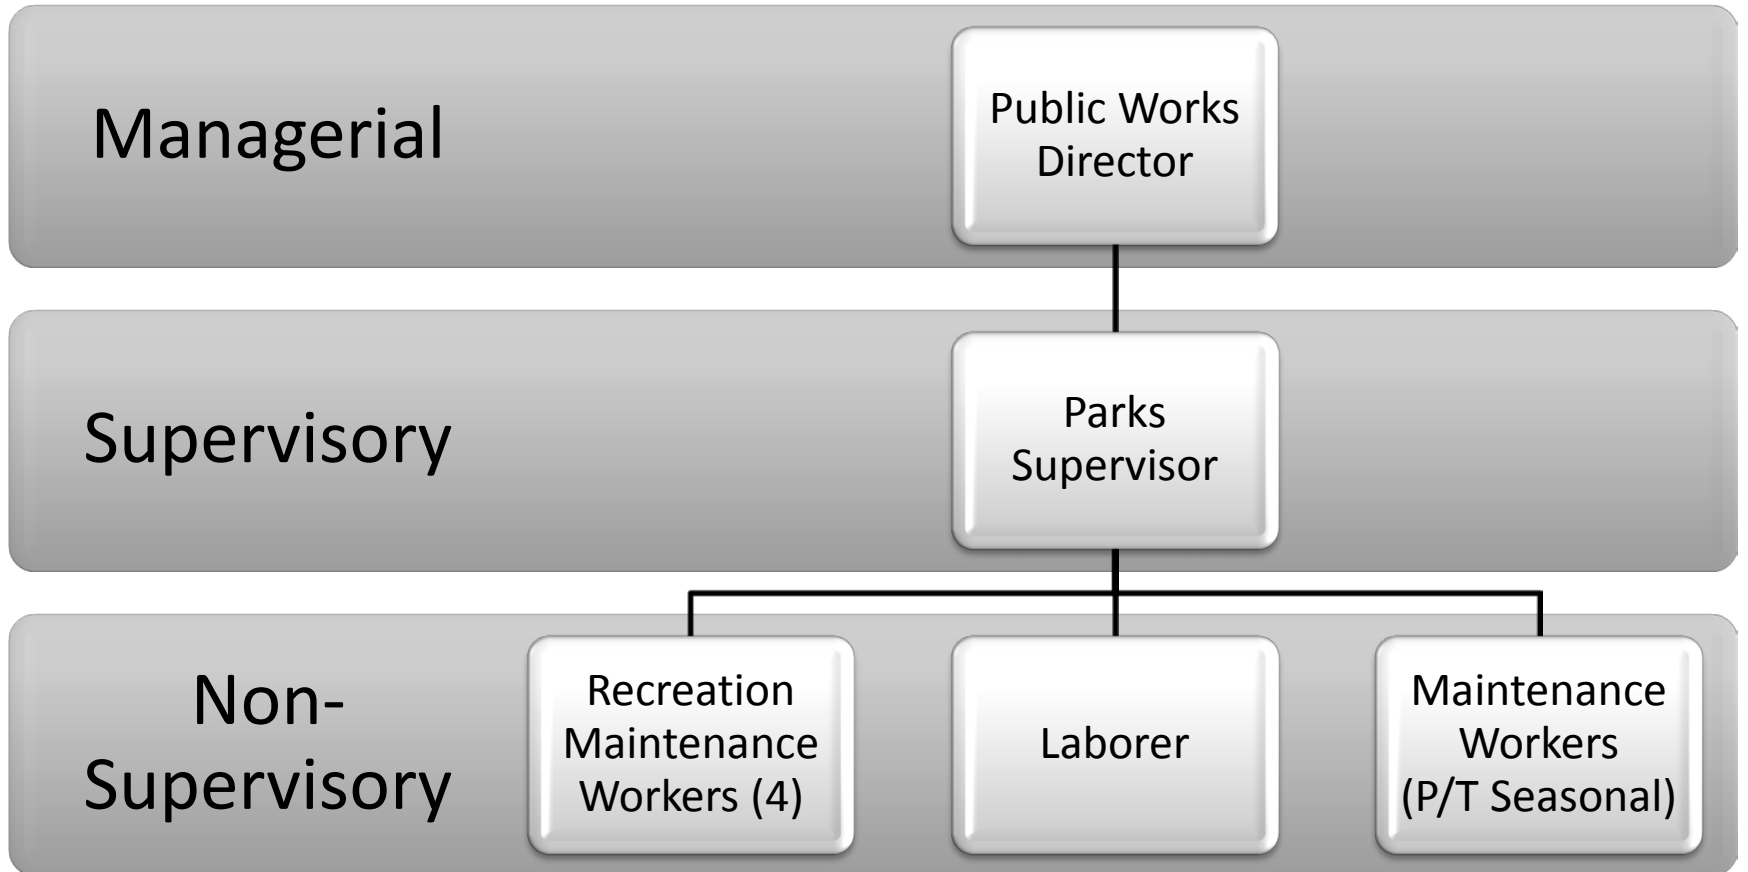 Managerial
Public Works
Director
Supervisory
Parks
Supervisor
Non-
Supervisory
Recreation
Maintenance
Workers (4)
Laborer
Maintenance
Workers
(P/T Seasonal)